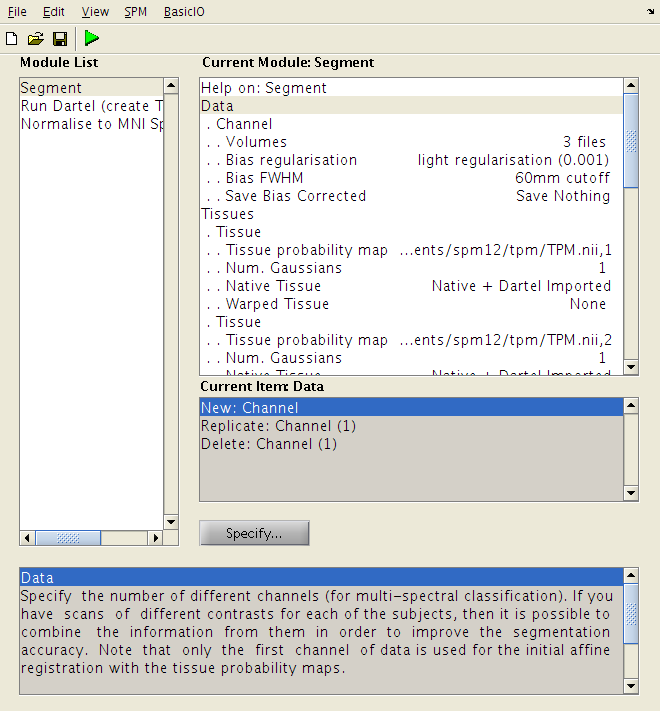 File Edit View SPM BasicIO
Module List
Segment
Run Dartel (create T
Normalise to MNI Sp
Current Module: Segment
Help on: Segment
Data
. Channel
. . Volumes 3 files
. . Bias regularisation light regularisation (0.001)
. . Bias FWHM 60mm cutoff
. . Save Bias Corrected Save Nothing
Tissues
. Tissue
. . Tissue probability map ...ents/spm12/tpm/TPM.nii,1
. . Num. Gaussians 1
. . Native Tissue Native + Dartel Imported
. . Warped Tissue None
. Tissue
. . Tissue probability map ...ents/spm12/tpm/TPM.nii,2
. . Num. Gaussians 1
. . Native Tissue Native + Dartel Imported
Current Item: Data
New: Channel
Replicate: Channel (1)
Delete: Channel (1)
Specify...
Data
Specify the number of different channels (for multi-spectral classification). If you
have scans of different contrasts for each of the subjects, then it is possible to
combine the information from them in order to improve the segmentation
accuracy. Note that only the first channel of data is used for the initial affine
registration with the tissue probability maps.